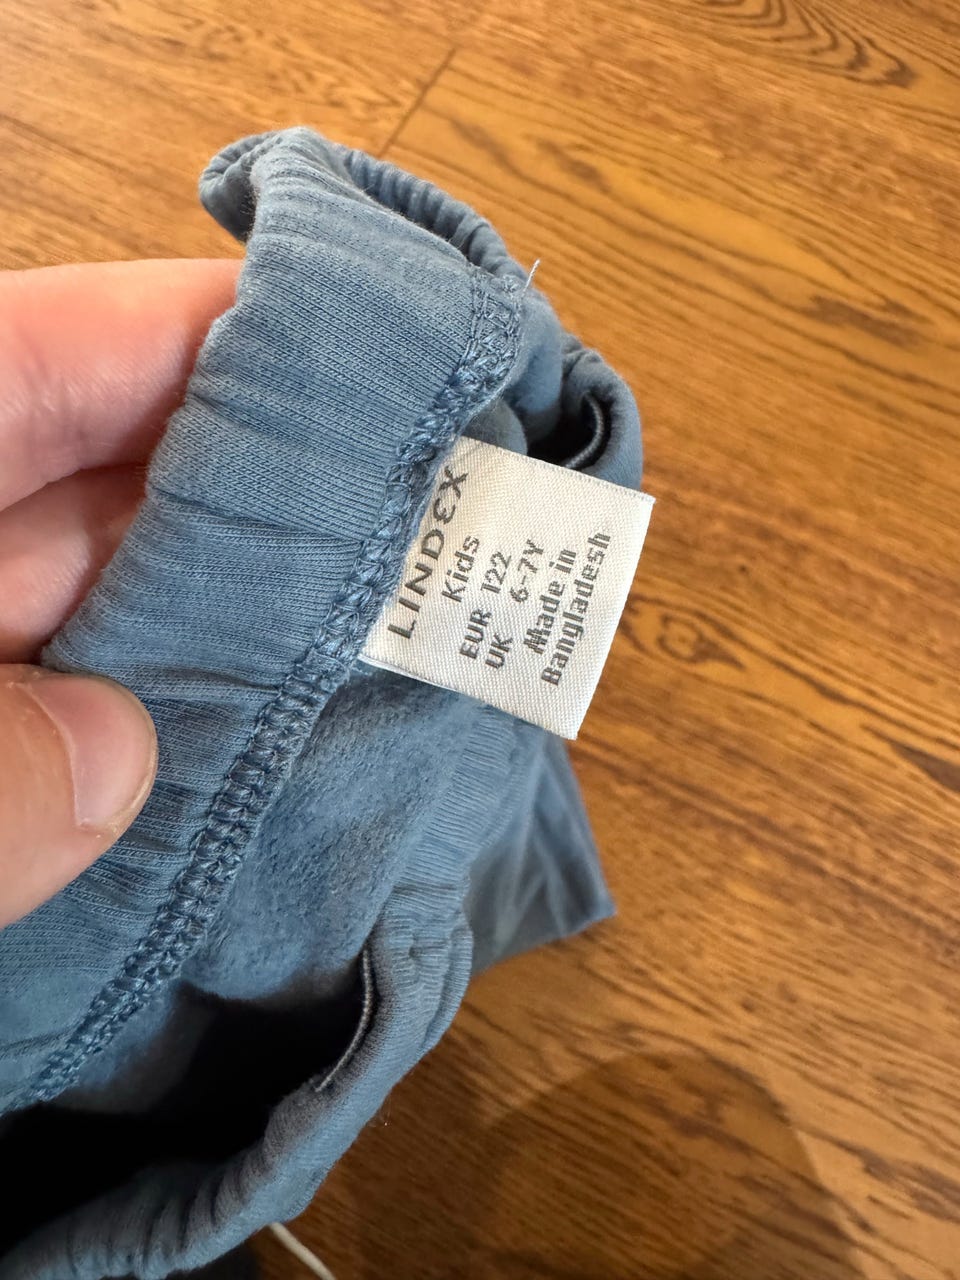 LINDEX
Kids
EUR 122
UK 6-7Y
Made in
Bangladesh